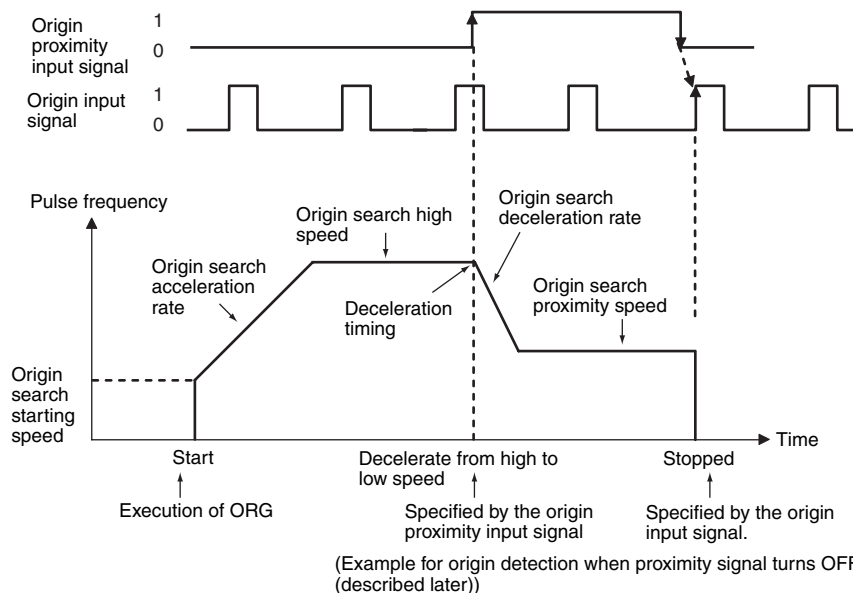 Origin
proximity
input signal
1
0
Origin input
signal
1
0
Pulse frequency
Origin search high
speed
Origin search
deceleration rate
Origin search
acceleration
rate
Deceleration
timing
Origin search
proximity speed
Origin
search
starting
speed
Time
Start
Decelerate from high to
low speed
Stopped
Execution of ORG
Specified by the origin
proximity input signal
Specified by the origin
input signal.
(Example for origin detection when proximity signal turns OFF
(described later))